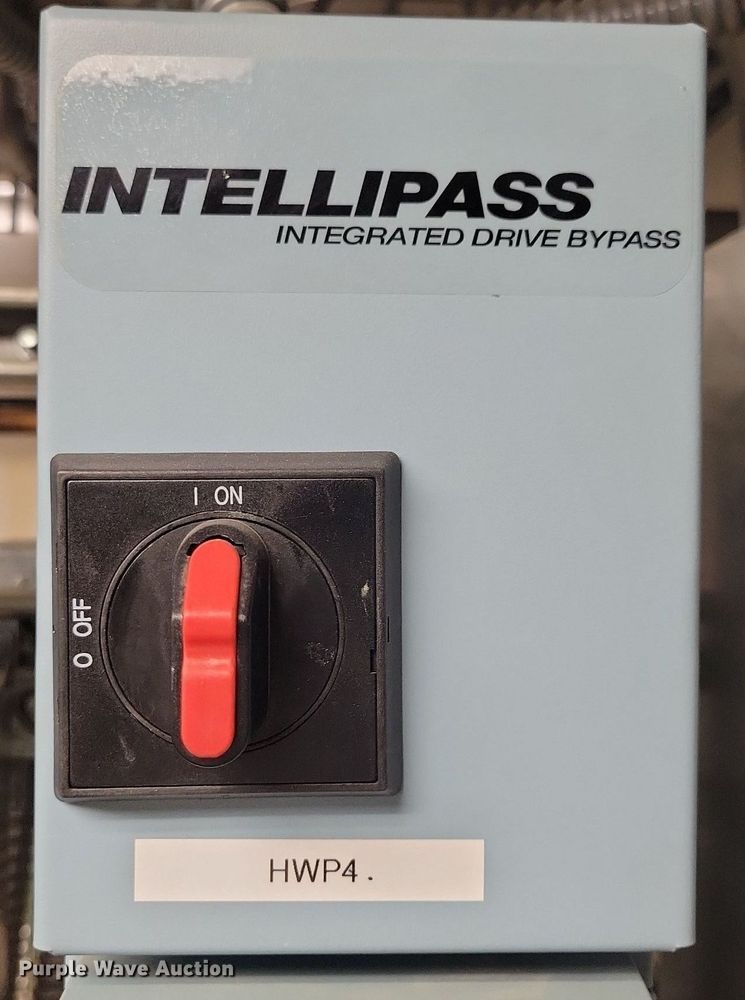 INTELLIPASS
INTEGRATED DRIVE BYPASS
I ON
O OFF
HWP4.
Purple Wave Auction